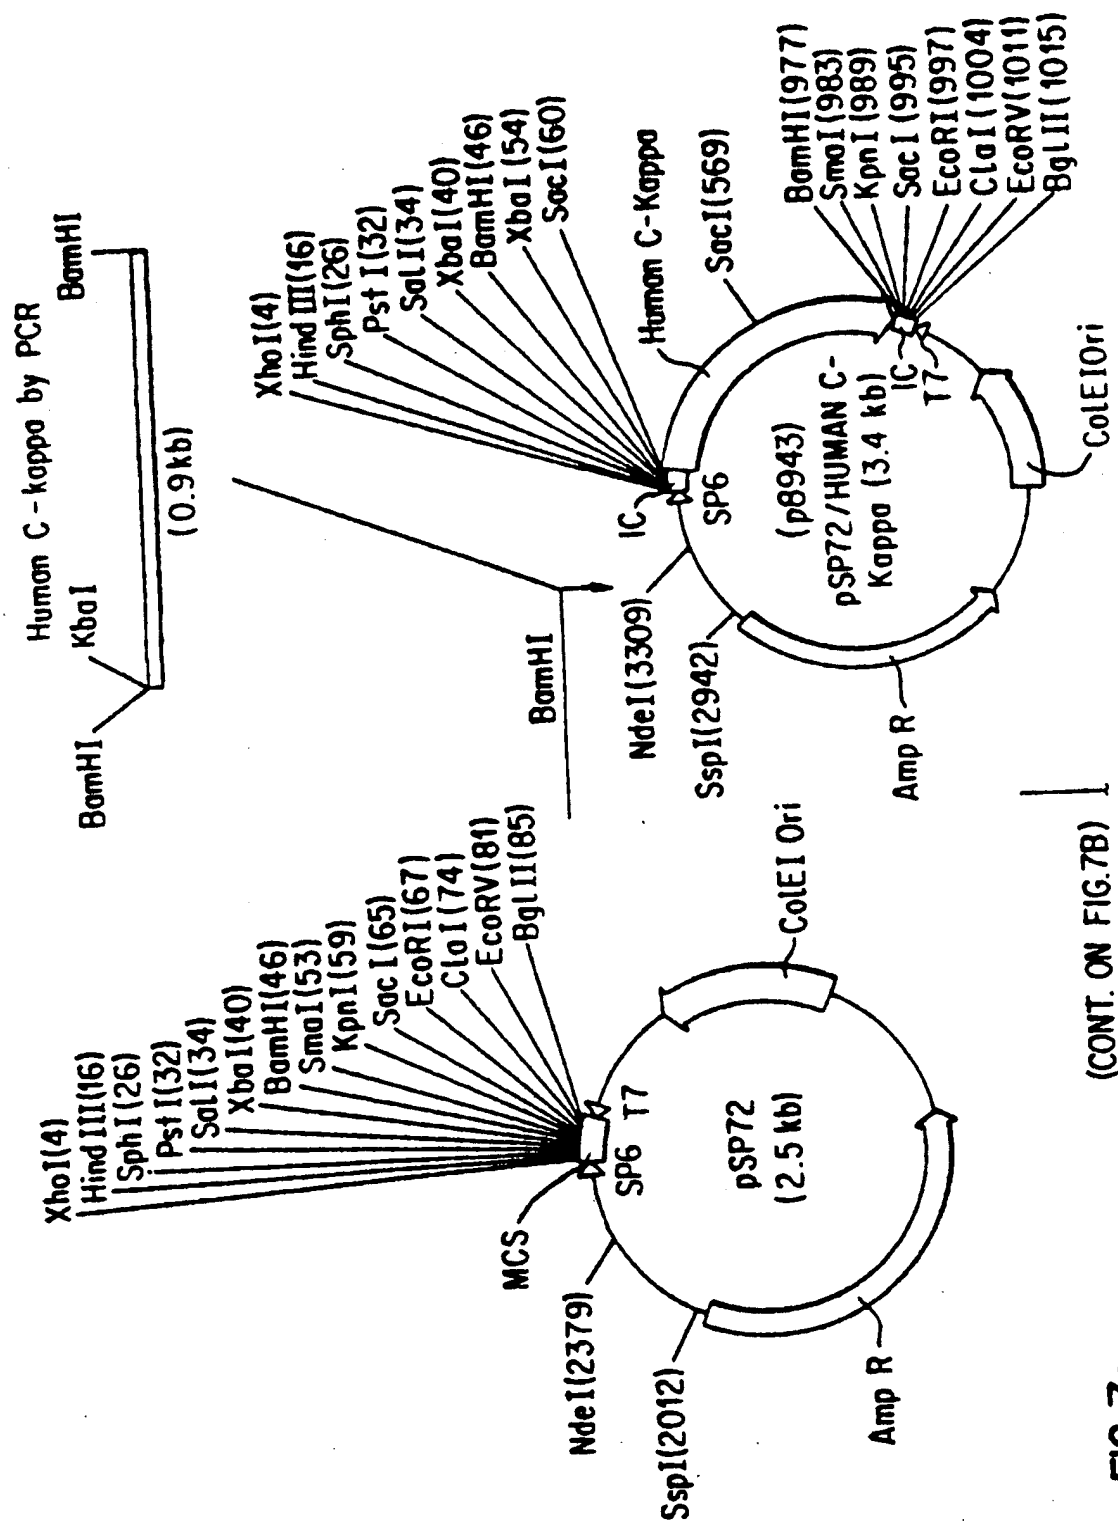 Human C-kappa by PCR
BamHI
KbaI
BamHI
(0.9kb)
XhoI(4)
HindIII(16)
SphI(26)
PstI(32)
SalI(34)
XbaI(40)
BamHI(46)
SmaI(53)
KpnI(59)
SacI(65)
EcoRI(67)
ClaI(74)
EcoRV(81)
BglII(85)
MCS
SP6
T7
NdeI(2379)
SspI(2012)
pSP72
(2.5 kb)
ColEI Ori
Amp R
BamHI
XhoI(4)
HindIII(16)
SphI(26)
PstI(32)
SalI(34)
XbaI(40)
BamHI(46)
XbaI(54)
SacI(60)
Human C-Kappa
SacI(569)
IC
SP6
NdeI(3309)
SspI(2942)
(p8943)
pSP72/HUMAN C-
Kappa (3.4 kb)
IC
T7
BamHI(977)
SmaI(983)
KpnI(989)
SacI(995)
EcoRI(997)
ClaI(1004)
EcoRV(1011)
BglII(1015)
Amp R
ColEIOri
(CONT. ON FIG.7B)